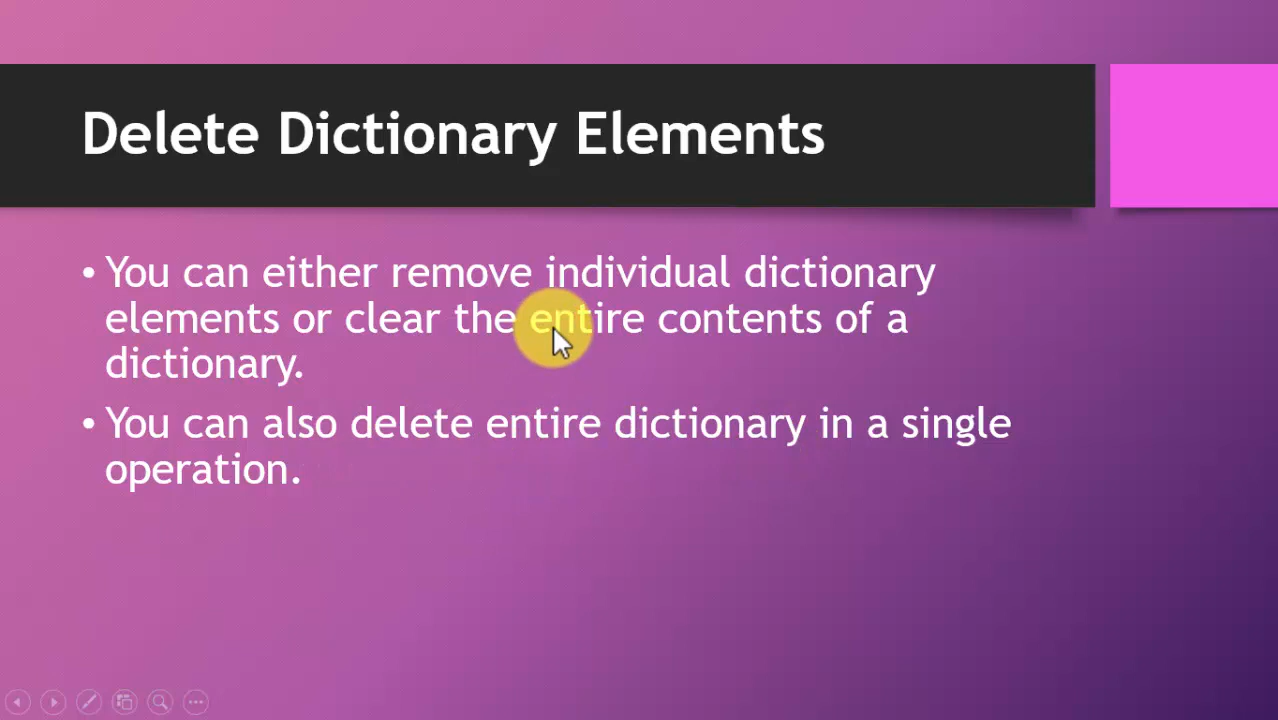 Delete Dictionary Elements
• You can either remove individual dictionary
elements or clear the entire contents of a
dictionary.
• You can also delete entire dictionary in a single
operation.